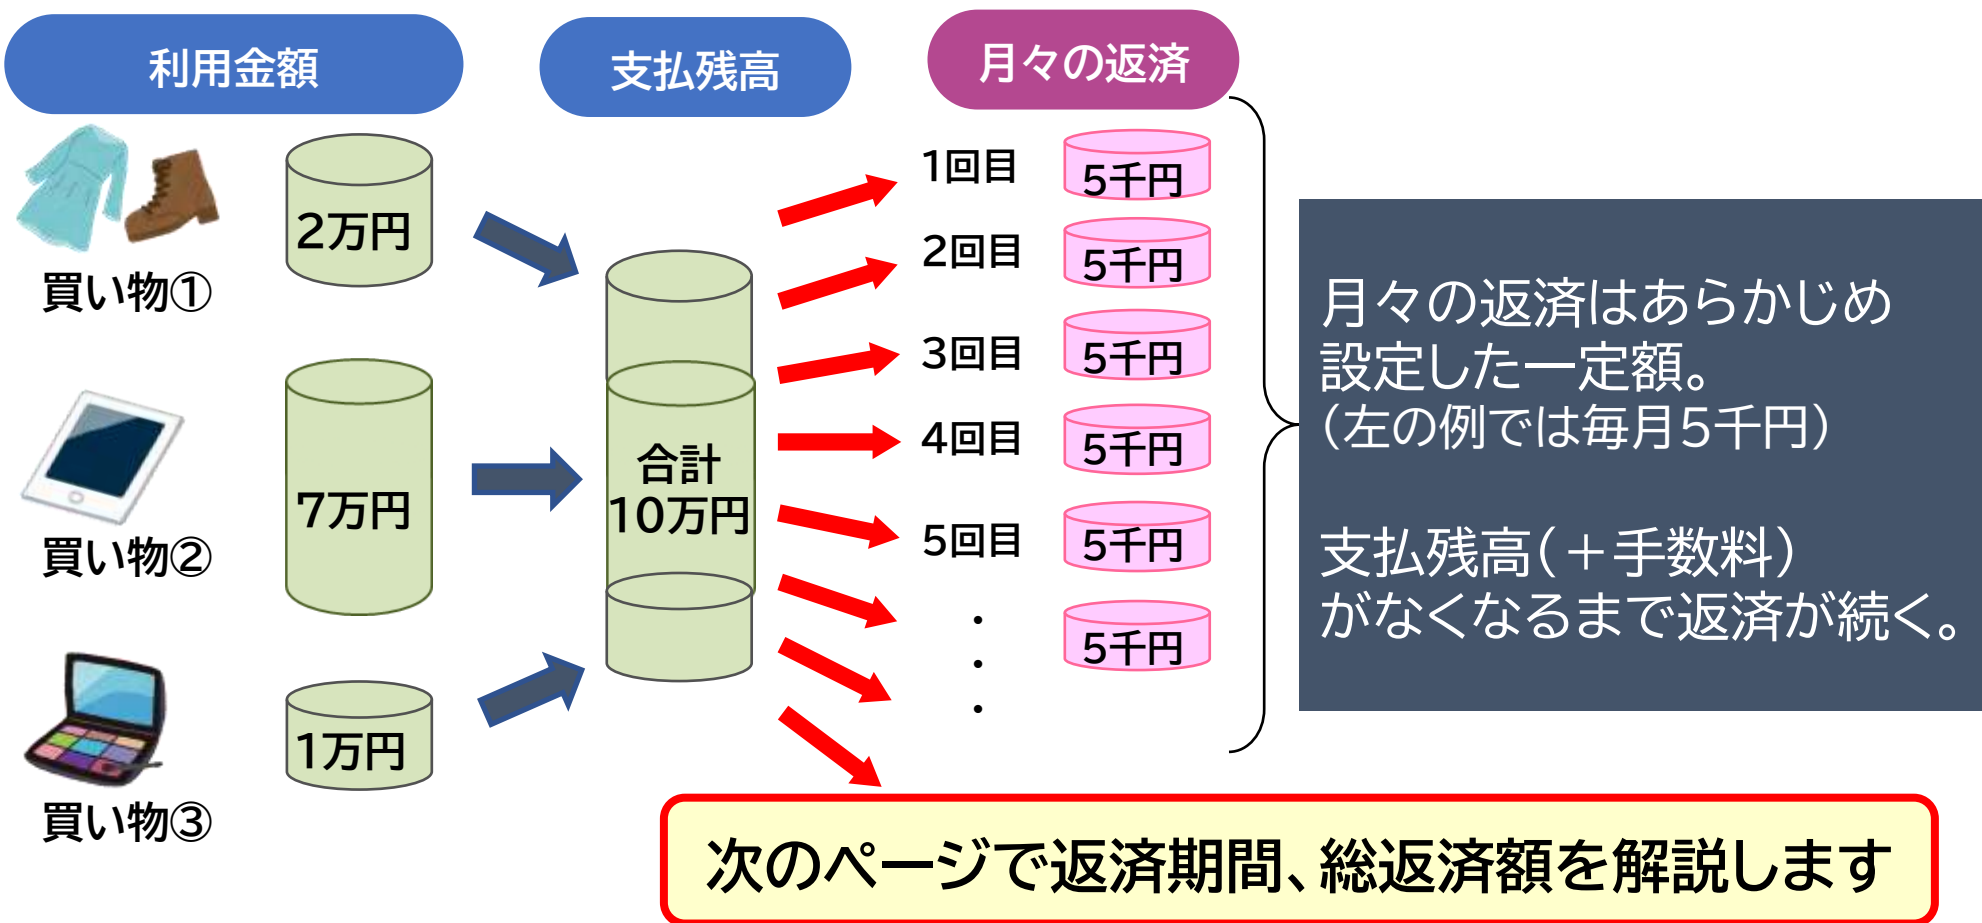 利用金額
支払残高
月々の返済
2万円
買い物①
7万円
買い物②
1万円
買い物③
合計
10万円
1回目
5千円
2回目
5千円
3回目
5千円
4回目
5千円
5回目
5千円
・
・
・
5千円
月々の返済はあらかじめ
設定した一定額。
（左の例では毎月5千円）
支払残高（＋手数料）
がなくなるまで返済が続く。
次のページで返済期間、総返済額を解説します